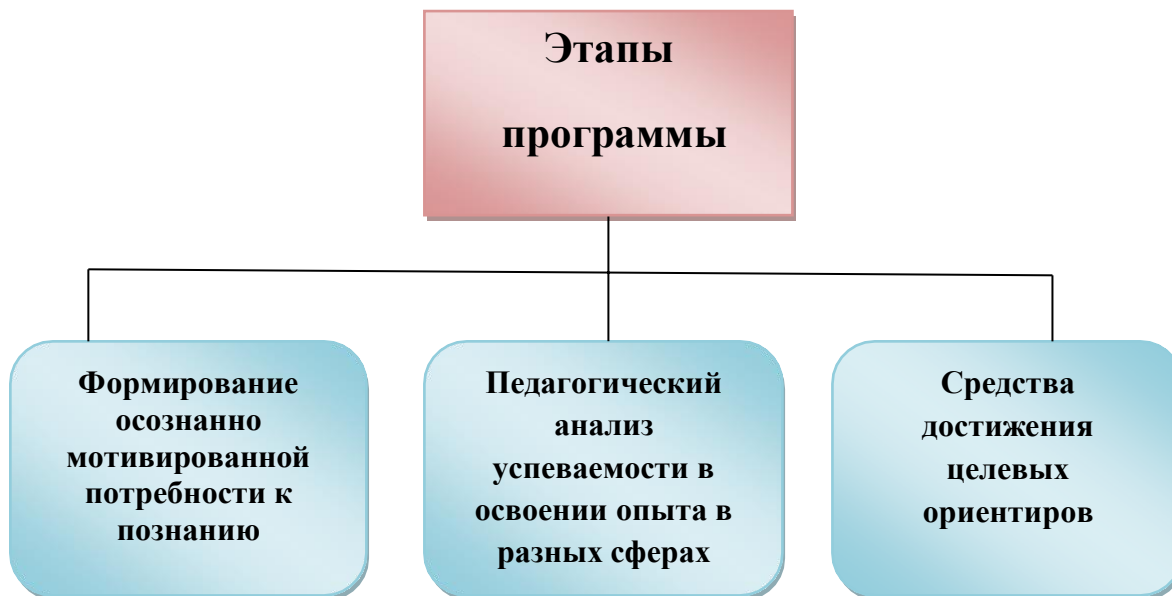 Этапы
программы
Формирование
осознанно
мотивированной
потребности к
познанию
Педагогический
анализ
успеваемости в
освоении опыта в
разных сферах
Средства
достижения
целевых
ориентиров